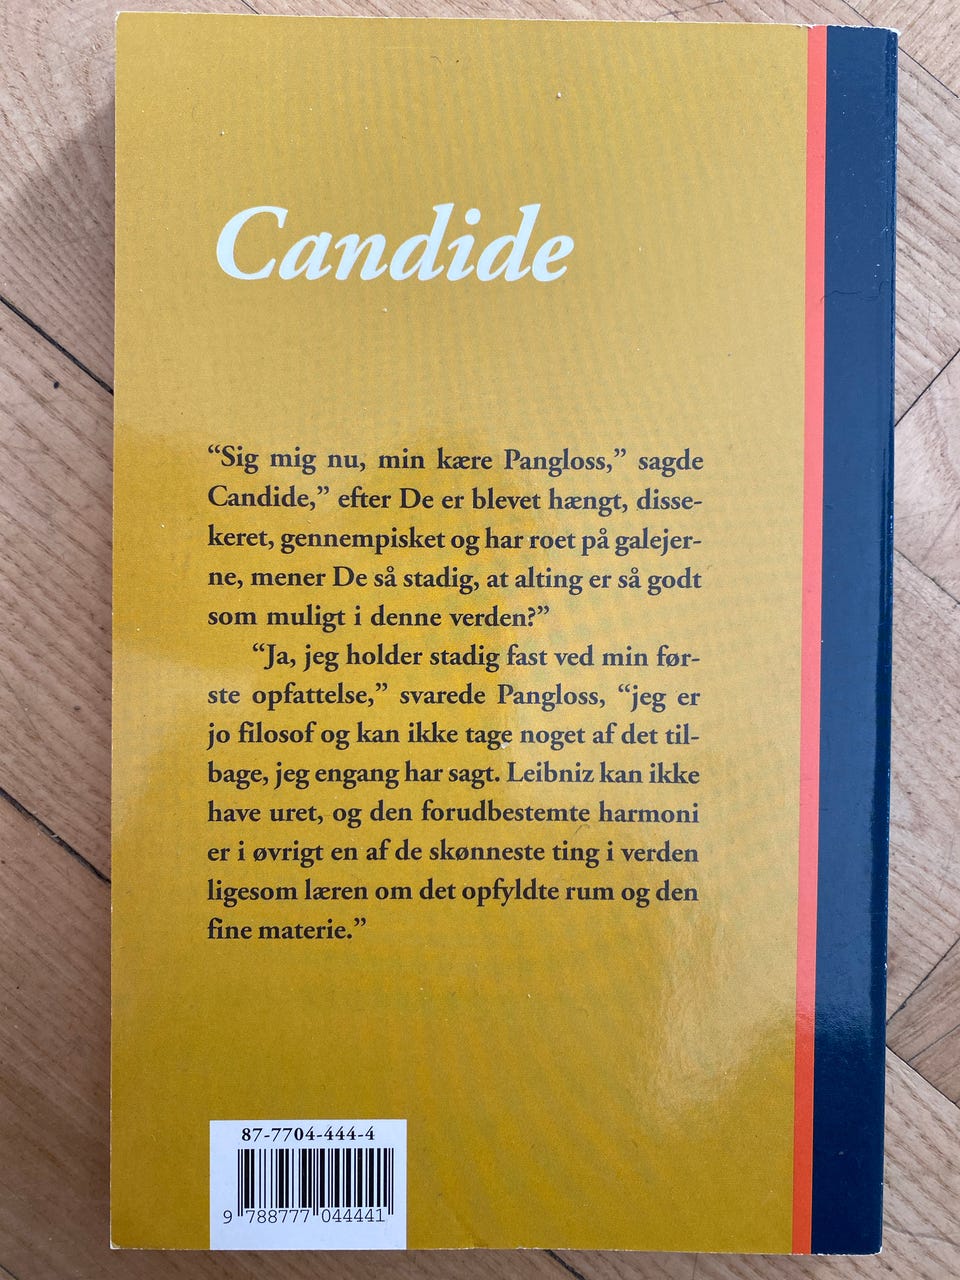 Candide
“Sig mig nu, min kære Pangloss,” sagde
Candide,” efter De er blevet hængt, disse-
keret, gennempisket og har roet på galejer-
ne, mener De så stadig, at alting er så godt
som muligt i denne verden?”
“Ja, jeg holder stadig fast ved min før-
ste opfattelse,” svarede Pangloss, “jeg er
jo filosof og kan ikke tage noget af det til-
bage, jeg engang har sagt. Leibniz kan ikke
have uret, og den forudbestemte harmoni
er i øvrigt en af de skønneste ting i verden
ligesom læren om det opfyldte rum og den
fine materie.”
87-7704-444-4
9 788777 044441